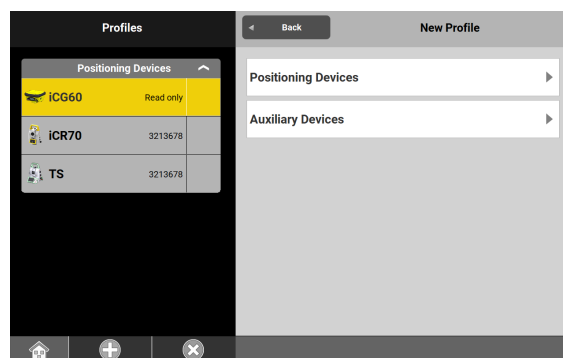 Profiles
Positioning Devices
iCG60 Read only
iCR70 3213678
TS 3213678
Back New Profile
Positioning Devices
Auxiliary Devices